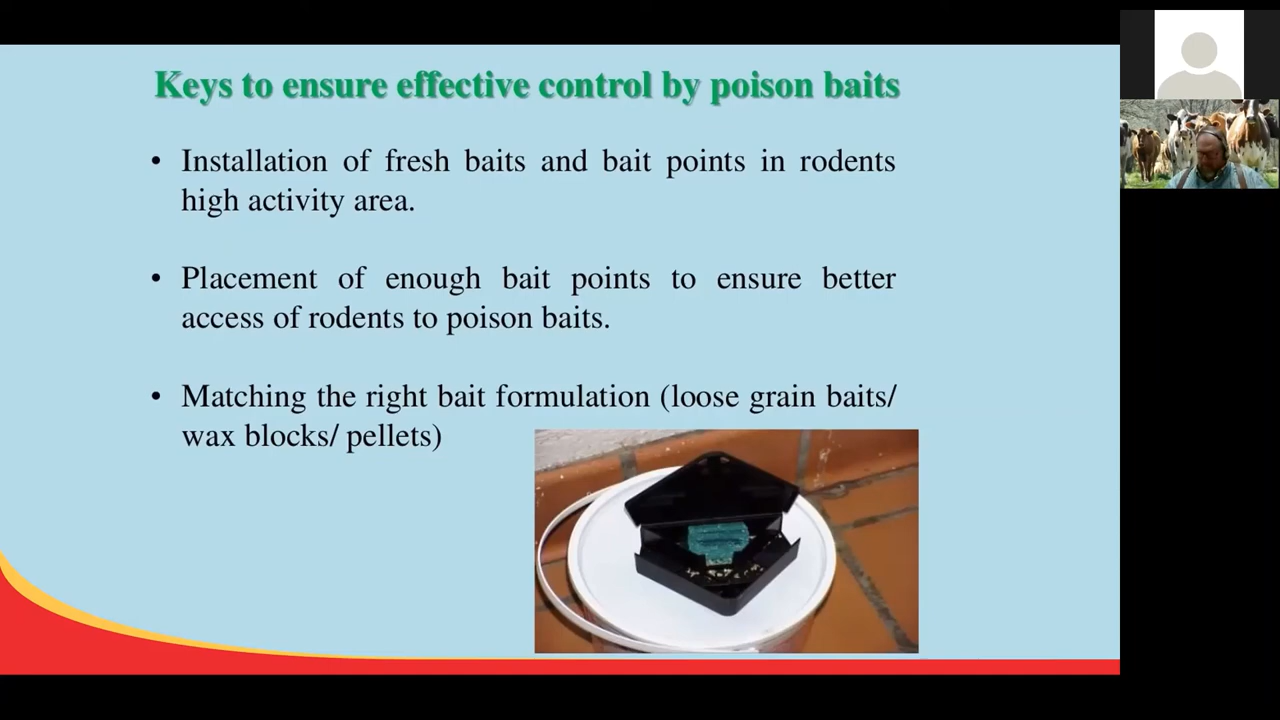 Keys to ensure effective control by poison baits
• Installation of fresh baits and bait points in rodents
high activity area.
• Placement of enough bait points to ensure better
access of rodents to poison baits.
• Matching the right bait formulation (loose grain baits/
wax blocks/ pellets)